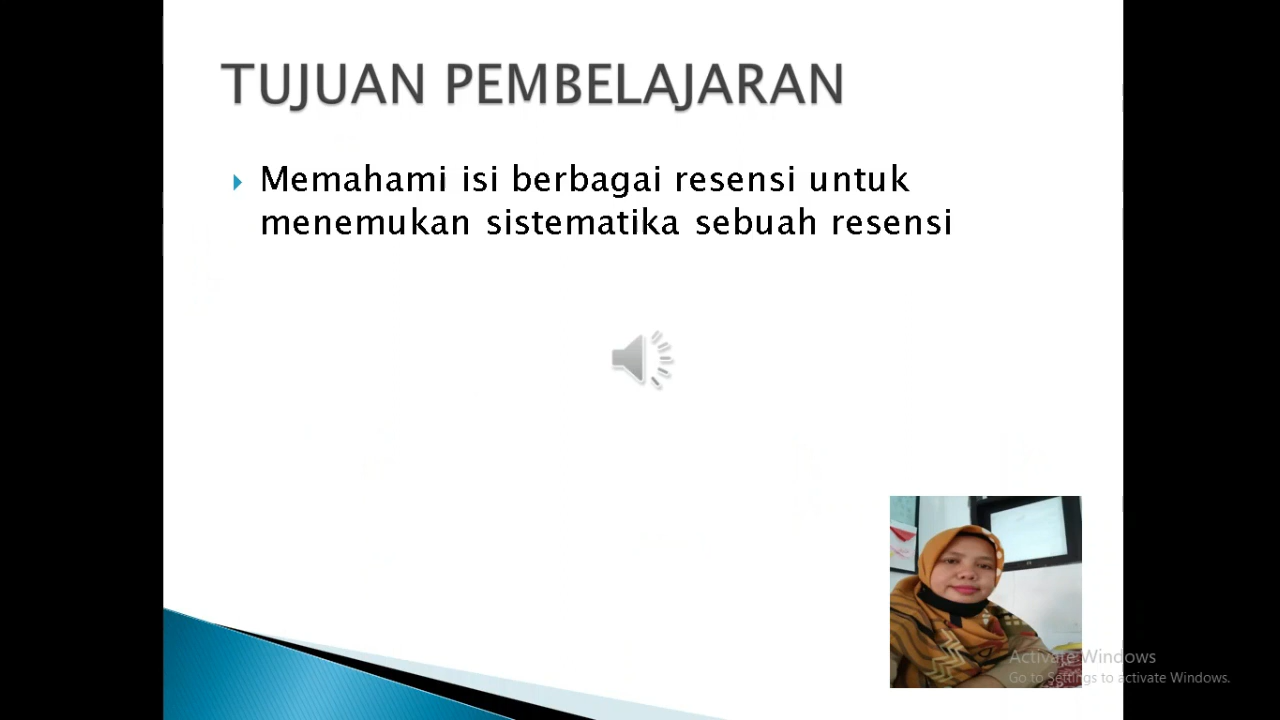 TUJUAN PEMBELAJARAN
Memahami isi berbagai resensi untuk
menemukan sistematika sebuah resensi
Activate Windows
Go to Settings to activate Windows.